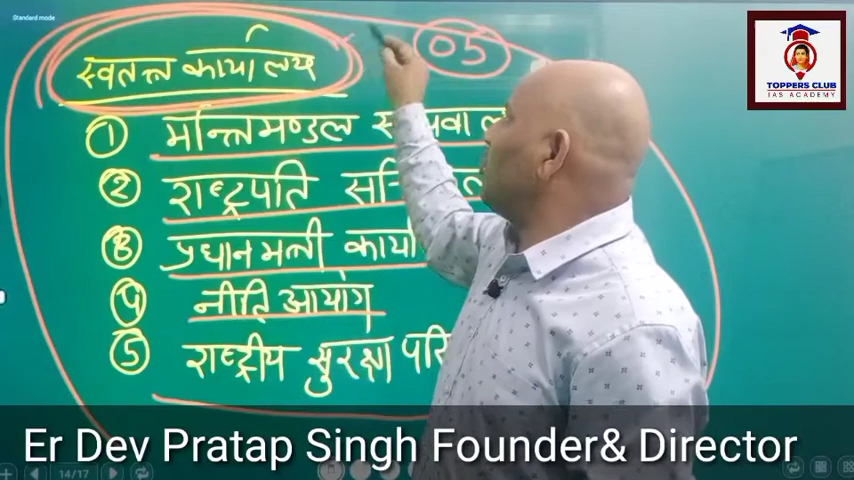 Standard mode
05
स्वतन्त्र कार्यालय
TOPPERS CLUB
IAS ACADEMY
① मन्त्रिमण्डल
② राष्ट्रपति
③ प्रधानमन्त्री
④ नीति आयोग
⑤ राष्ट्रीय सुरक्षा
Er Dev Pratap Singh Founder& Director
14/17